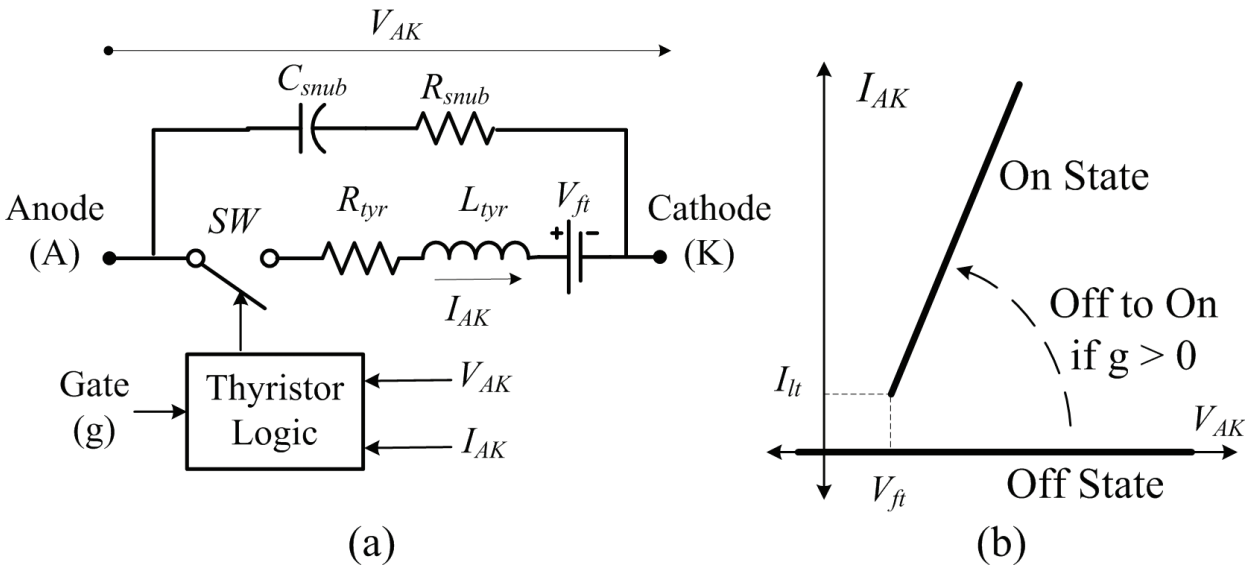 V_AK
C_snub
R_snub
Anode
(A)
SW
R_tyr
L_tyr
V_ft
+ -
Cathode
(K)
I_AK
Gate
(g)
Thyristor
Logic
V_AK
I_AK
(a)
I_AK
On State
Off to On
if g > 0
I_lt
V_AK
V_ft
Off State
(b)